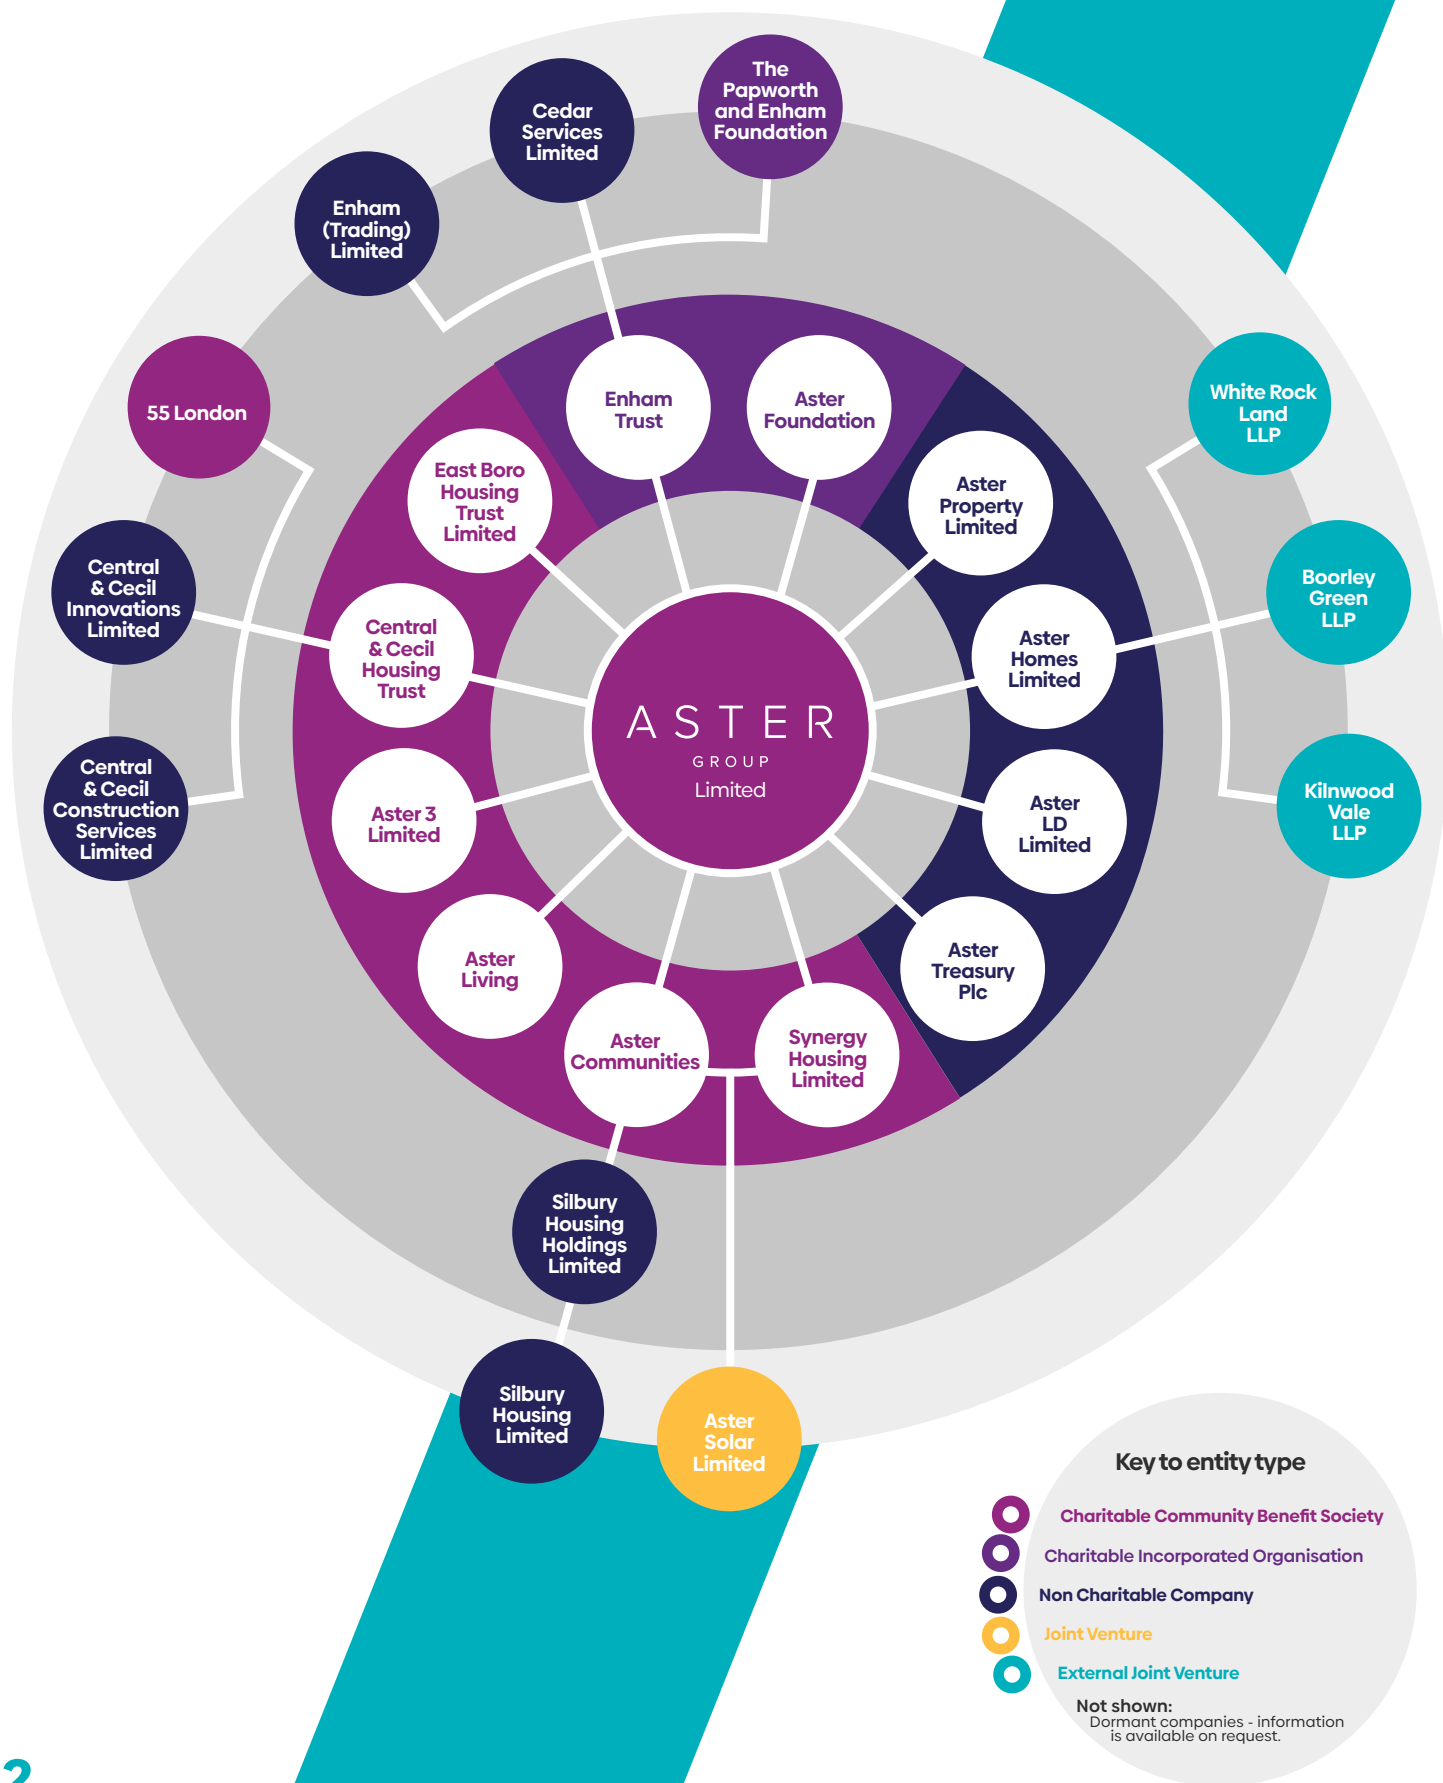 The
Papworth
and Enham
Foundation
Cedar
Services
Limited
Enham
(Trading)
Limited
55 London
Central
& Cecil
Innovations
Limited
Central
& Cecil
Construction
Services
Limited
White Rock
Land
LLP
Boorley
Green
LLP
Kilnwood
Vale
LLP
Enham
Trust
Aster
Foundation
East Boro
Housing
Trust
Limited
Aster
Property
Limited
Central
& Cecil
Housing
Trust
Aster
Homes
Limited
ASTER
GROUP
Limited
Aster 3
Limited
Aster
LD
Limited
Aster
Living
Aster
Treasury
Plc
Aster
Communities
Synergy
Housing
Limited
Silbury
Housing
Holdings
Limited
Silbury
Housing
Limited
Aster
Solar
Limited
Key to entity type
Charitable Community Benefit Society
Charitable Incorporated Organisation
Non Charitable Company
Joint Venture
External Joint Venture
Not shown:
Dormant companies - information
is available on request.
2